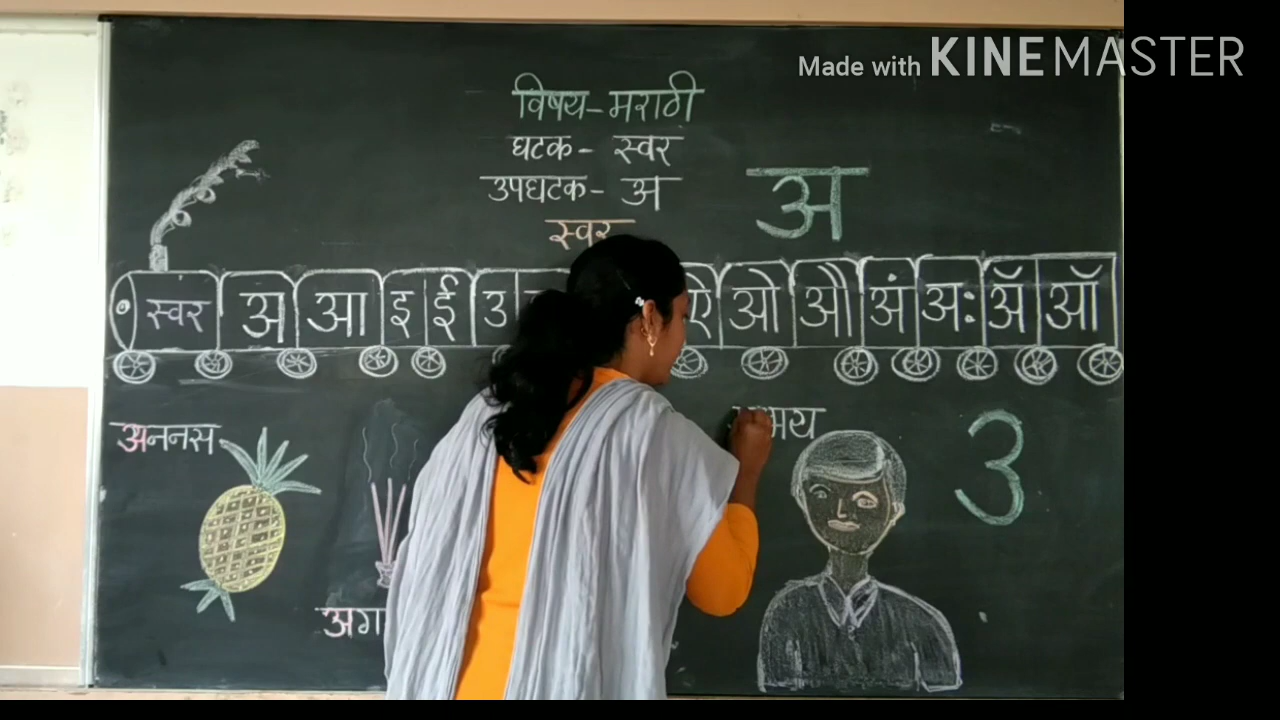 Made with KINEMASTER
विषय - मराठी
घटक - स्वर
उपघटक - अ
अ
स्वर
स्वर अ आ इ ई उ ऐ ओ औ अं अः ॲ ऑ
अननस
3